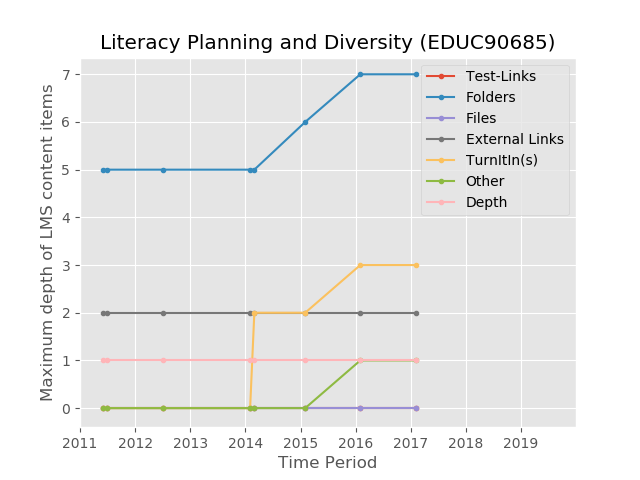 Literacy Planning and Diversity (EDUC90685)
Maximum depth of LMS content items
7
6
5
4
3
2
1
0
Test-Links
Folders
Files
External Links
TurnItIn(s)
Other
Depth
2011 2012 2013 2014 2015 2016 2017 2018 2019
Time Period